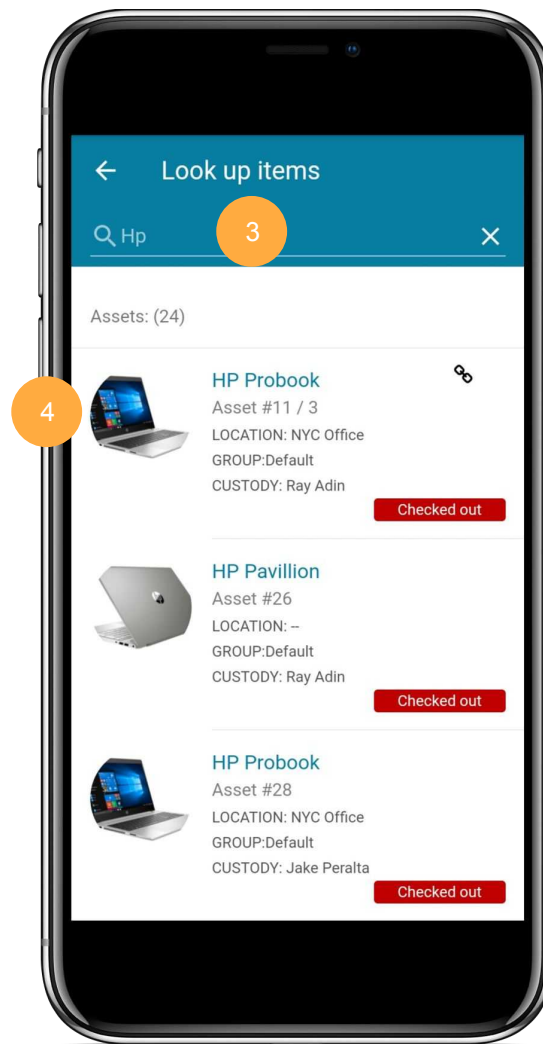 Look up items
Hp
3
Assets: (24)
4
HP Probook
Asset #11 / 3
LOCATION: NYC Office
GROUP:Default
CUSTODY: Ray Adin
Checked out
HP Pavillion
Asset #26
LOCATION: --
GROUP:Default
CUSTODY: Ray Adin
Checked out
HP Probook
Asset #28
LOCATION: NYC Office
GROUP:Default
CUSTODY: Jake Peralta
Checked out